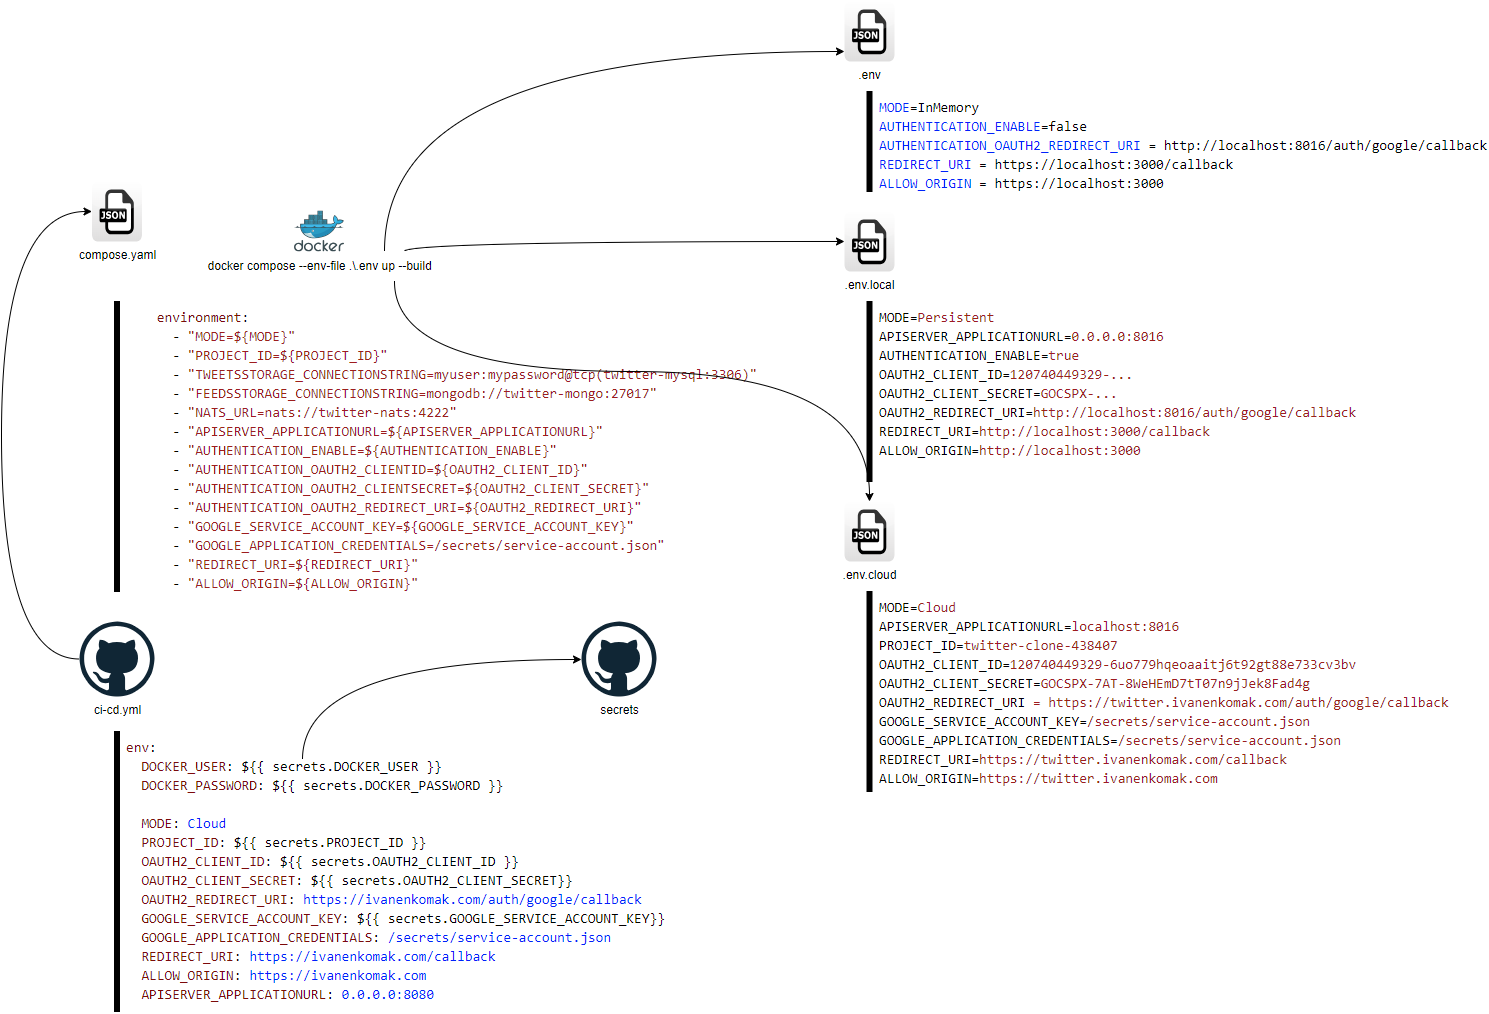 JSON
.env
MODE=InMemory
AUTHENTICATION_ENABLE=false
AUTHENTICATION_OAUTH2_REDIRECT_URI = http://localhost:8016/auth/google/callback
REDIRECT_URI = https://localhost:3000/callback
ALLOW_ORIGIN = https://localhost:3000
JSON
compose.yaml
docker
docker compose --env-file .\.env up --build
JSON
.env.local
environment:
- "MODE=${MODE}"
- "PROJECT_ID=${PROJECT_ID}"
- "TWEETSSTORAGE_CONNECTIONSTRING=myuser:mypassword@tcp(twitter-mysql:3306)"
- "FEEDSSTORAGE_CONNECTIONSTRING=mongodb://twitter-mongo:27017"
- "NATS_URL=nats://twitter-nats:4222"
- "APISERVER_APPLICATIONURL=${APISERVER_APPLICATIONURL}"
- "AUTHENTICATION_ENABLE=${AUTHENTICATION_ENABLE}"
- "AUTHENTICATION_OAUTH2_CLIENTID=${OAUTH2_CLIENT_ID}"
- "AUTHENTICATION_OAUTH2_CLIENTSECRET=${OAUTH2_CLIENT_SECRET}"
- "AUTHENTICATION_OAUTH2_REDIRECT_URI=${OAUTH2_REDIRECT_URI}"
- "GOOGLE_SERVICE_ACCOUNT_KEY=${GOOGLE_SERVICE_ACCOUNT_KEY}"
- "GOOGLE_APPLICATION_CREDENTIALS=/secrets/service-account.json"
- "REDIRECT_URI=${REDIRECT_URI}"
- "ALLOW_ORIGIN=${ALLOW_ORIGIN}"
MODE=Persistent
APISERVER_APPLICATIONURL=0.0.0.0:8016
AUTHENTICATION_ENABLE=true
OAUTH2_CLIENT_ID=120740449329-...
OAUTH2_CLIENT_SECRET=GOCSPX-...
OAUTH2_REDIRECT_URI=http://localhost:8016/auth/google/callback
REDIRECT_URI=http://localhost:3000/callback
ALLOW_ORIGIN=http://localhost:3000
JSON
.env.cloud
MODE=Cloud
APISERVER_APPLICATIONURL=localhost:8016
PROJECT_ID=twitter-clone-438407
OAUTH2_CLIENT_ID=120740449329-6uo779hqeoaaitj6t92gt88e733cv3bv
OAUTH2_CLIENT_SECRET=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
OAUTH2_REDIRECT_URI = https://twitter.ivanenkomak.com/auth/google/callback
GOOGLE_SERVICE_ACCOUNT_KEY=/secrets/service-account.json
GOOGLE_APPLICATION_CREDENTIALS=/secrets/service-account.json
REDIRECT_URI=https://twitter.ivanenkomak.com/callback
ALLOW_ORIGIN=https://twitter.ivanenkomak.com
ci-cd.yml
secrets
env:
DOCKER_USER: ${{ secrets.DOCKER_USER }}
DOCKER_PASSWORD: ${{ secrets.DOCKER_PASSWORD }}
MODE: Cloud
PROJECT_ID: ${{ secrets.PROJECT_ID }}
OAUTH2_CLIENT_ID: ${{ secrets.OAUTH2_CLIENT_ID }}
OAUTH2_CLIENT_SECRET: ${{ secrets.OAUTH2_CLIENT_SECRET}}
OAUTH2_REDIRECT_URI: https://ivanenkomak.com/auth/google/callback
GOOGLE_SERVICE_ACCOUNT_KEY: ${{ secrets.GOOGLE_SERVICE_ACCOUNT_KEY}}
GOOGLE_APPLICATION_CREDENTIALS: /secrets/service-account.json
REDIRECT_URI: https://ivanenkomak.com/callback
ALLOW_ORIGIN: https://ivanenkomak.com
APISERVER_APPLICATIONURL: 0.0.0.0:8080